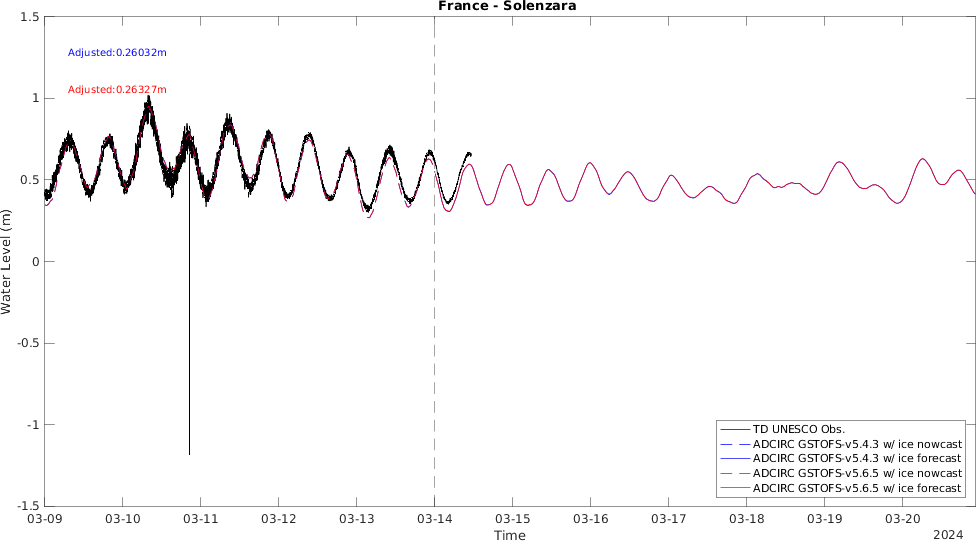 France - Solenzara
Adjusted:0.26032m
Adjusted:0.26327m
1.5
1
0.5
0
-0.5
-1
-1.5
Water Level (m)
TD UNESCO Obs.
ADCIRC GSTOFS-v5.4.3 w/ ice nowcast
ADCIRC GSTOFS-v5.4.3 w/ ice forecast
ADCIRC GSTOFS-v5.6.5 w/ ice nowcast
ADCIRC GSTOFS-v5.6.5 w/ ice forecast
03-09 03-10 03-11 03-12 03-13 03-14 03-15 03-16 03-17 03-18 03-19 03-20
Time
2024